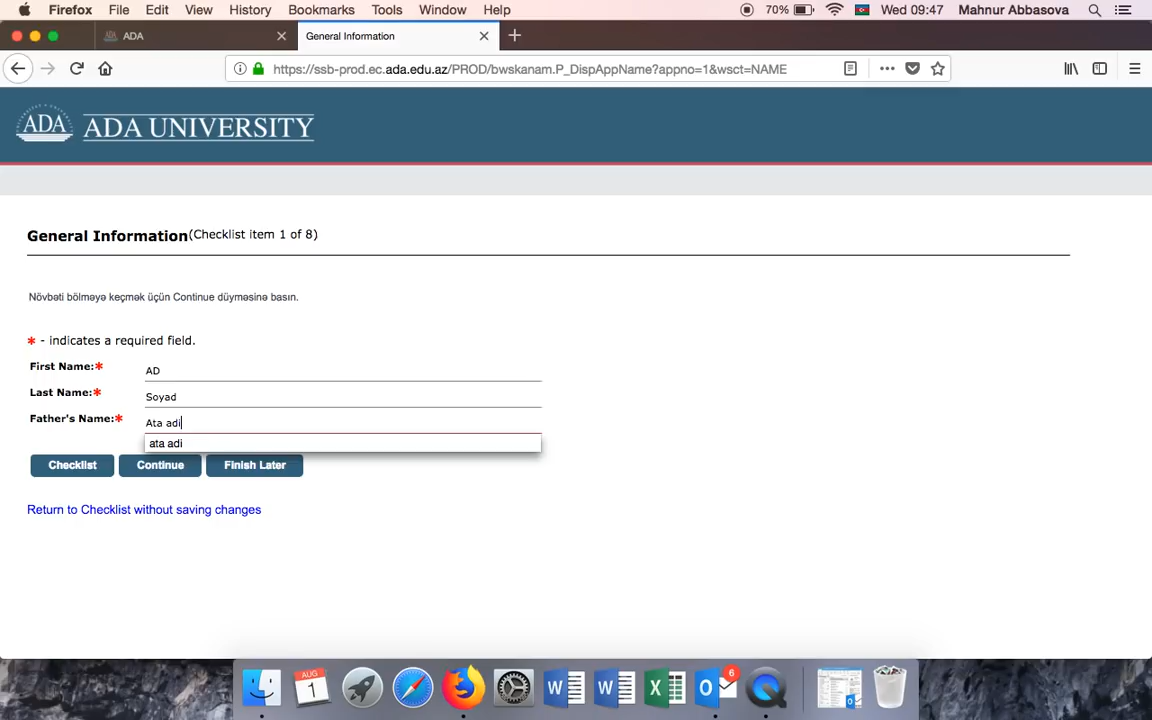 Firefox File Edit View History Bookmarks Tools Window Help 70% Wed 09:47 Mahnur Abbasova
ADA General Information
https://ssb-prod.ec.ada.edu.az/PROD/bwskanam.P_DispAppName?appno=1&wsct=NAME
ADA ADA UNIVERSITY
General Information(Checklist item 1 of 8)
Növbəti bölməyə keçmək üçün Continue düyməsinə basın.
* - indicates a required field.
First Name:* AD
Last Name:* Soyad
Father's Name:* Ata adi
ata adi
Checklist Continue Finish Later
Return to Checklist without saving changes
AUG
1
6